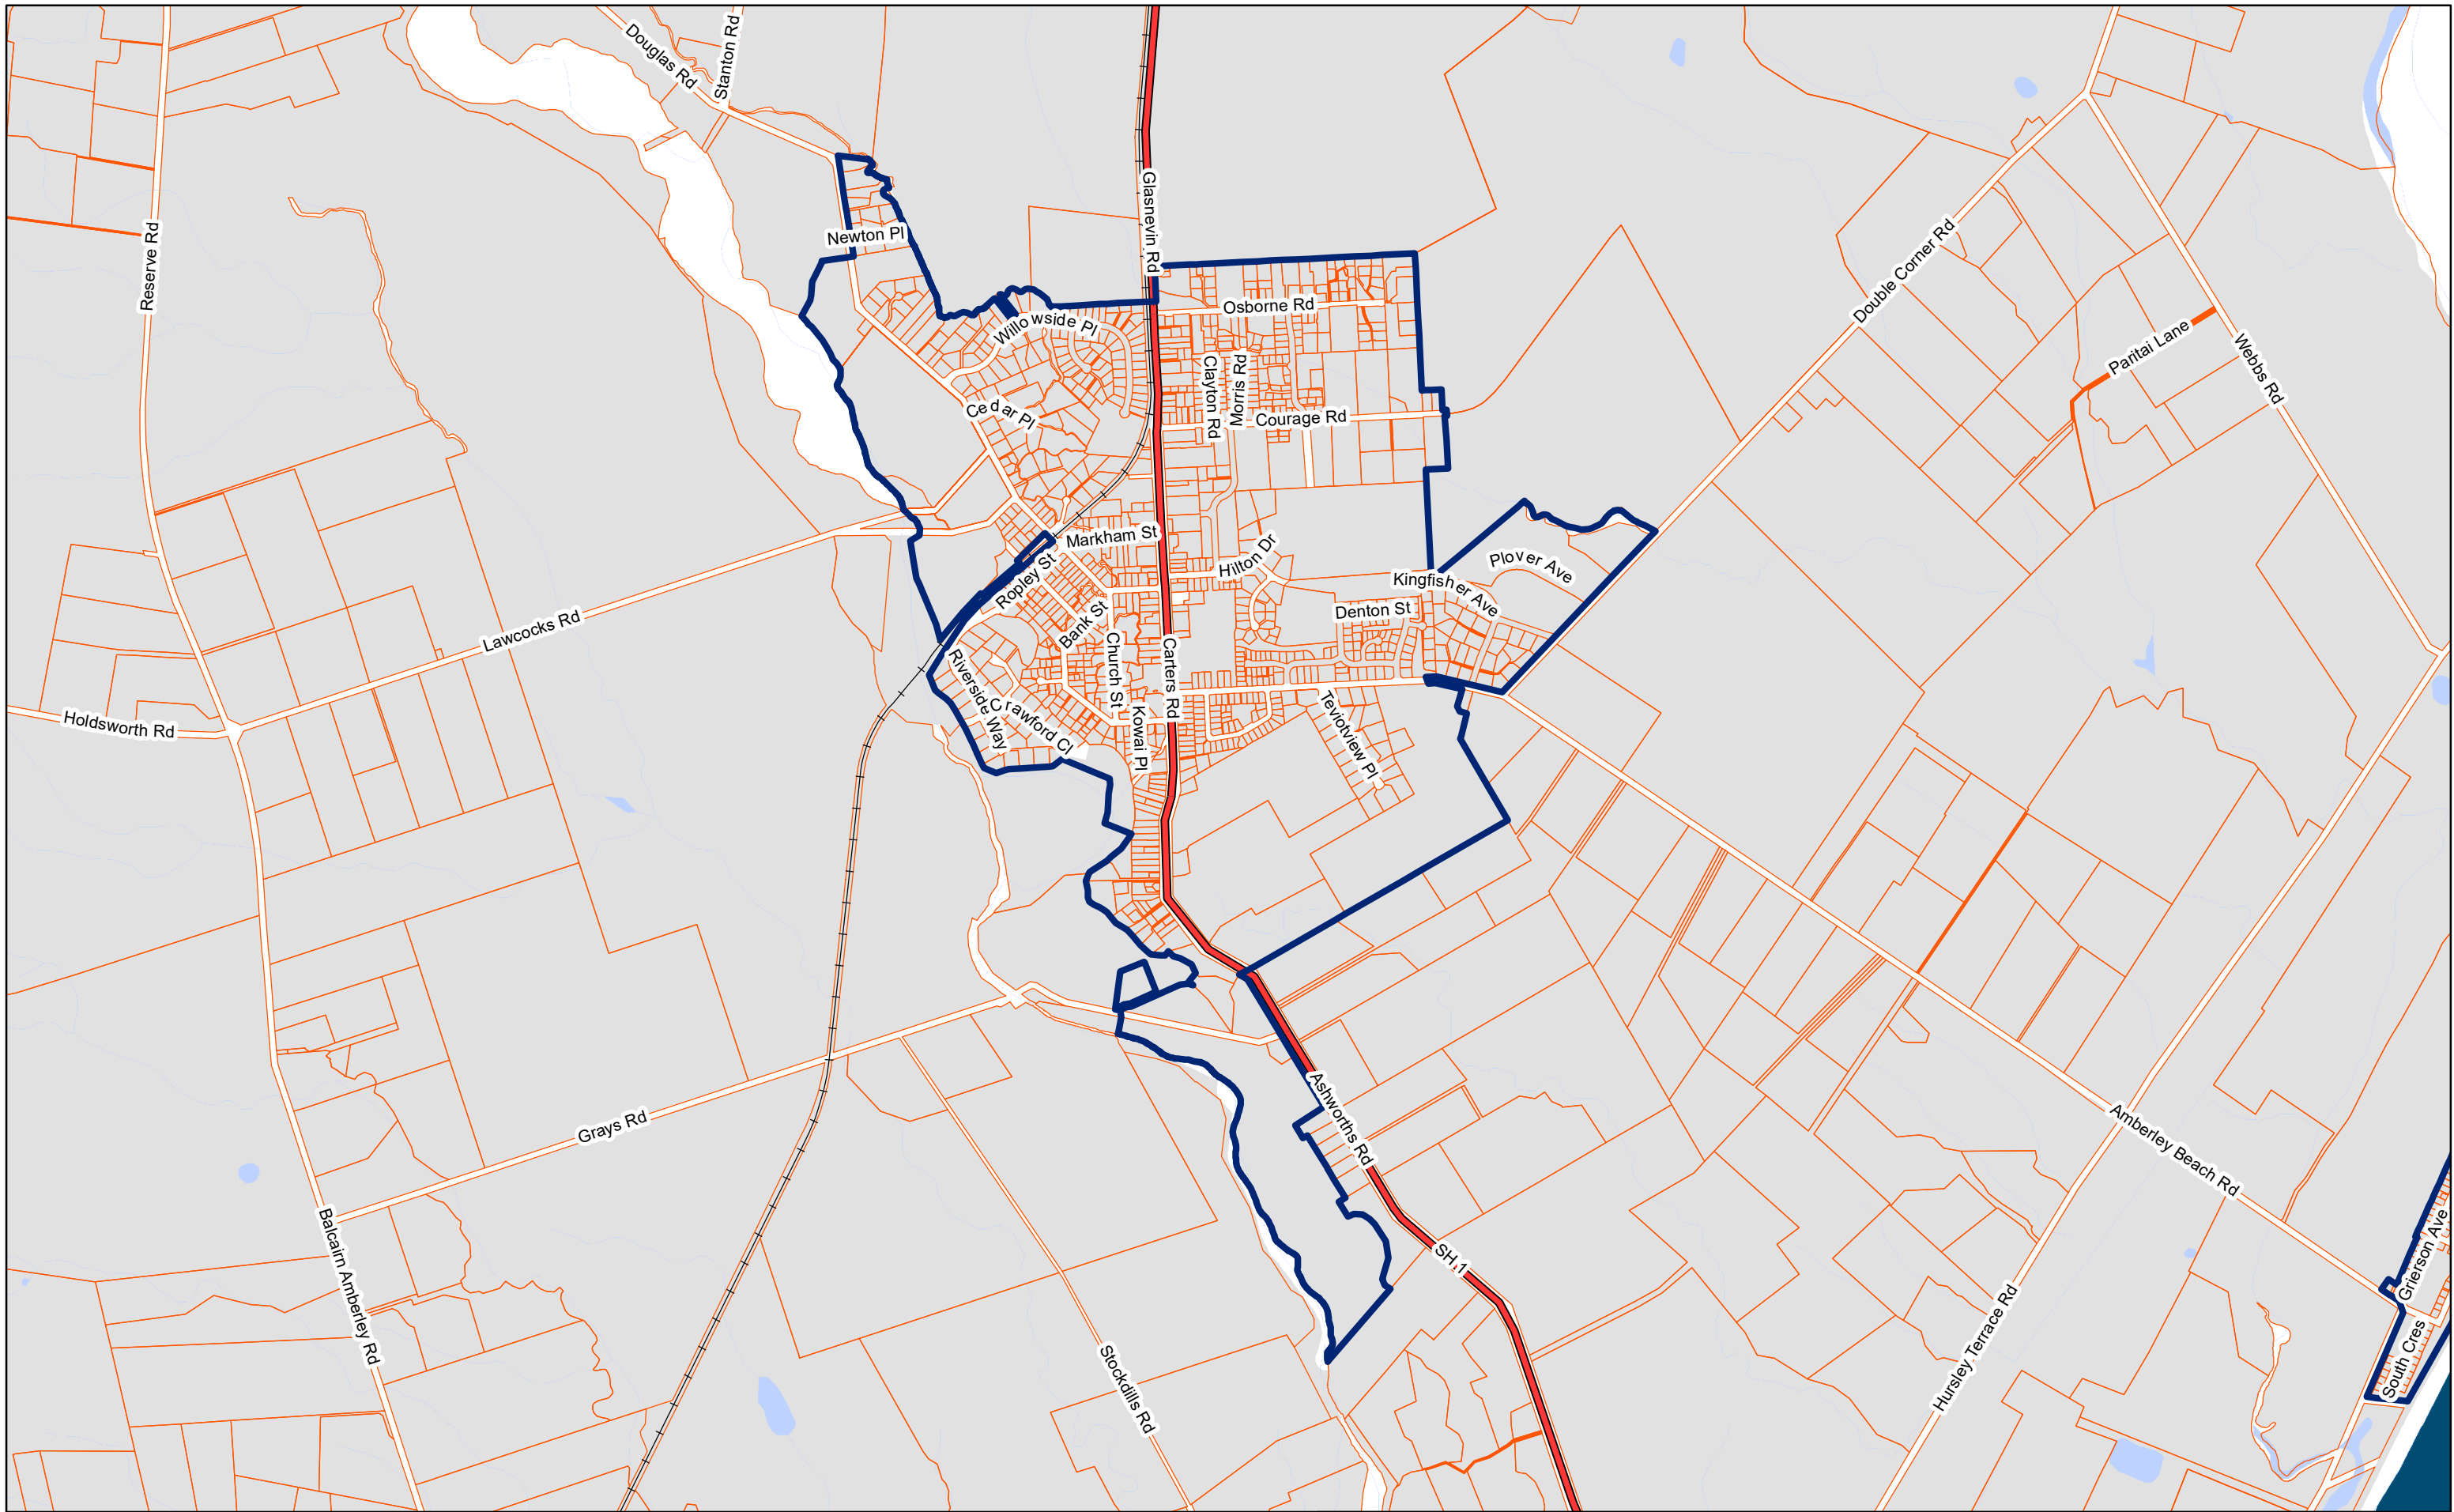 Douglas Rd
Stanton Rd
Reserve Rd
Newton Pl
Glasnevin Rd
Double Corner Rd
Osborne Rd
Willowside Pl
Paritai Lane
Webbs Rd
Clayton Rd
Morris Rd
Cedar Pl
Courage Rd
Markham St
Hilton Dr
Plover Ave
Kingfisher Ave
Ropley St
Denton St
Bank St
Lawcocks Rd
Church St
Carters Rd
Riverside Way
Crawford Cl
Kowai Pl
Teviotview Pl
Holdsworth Rd
Ashworths Rd
Grays Rd
Amberley Beach Rd
Balcairn Amberley Rd
SH 1
Grierson Ave
Hursley Terrace Rd
South Cres
Stockdills Rd